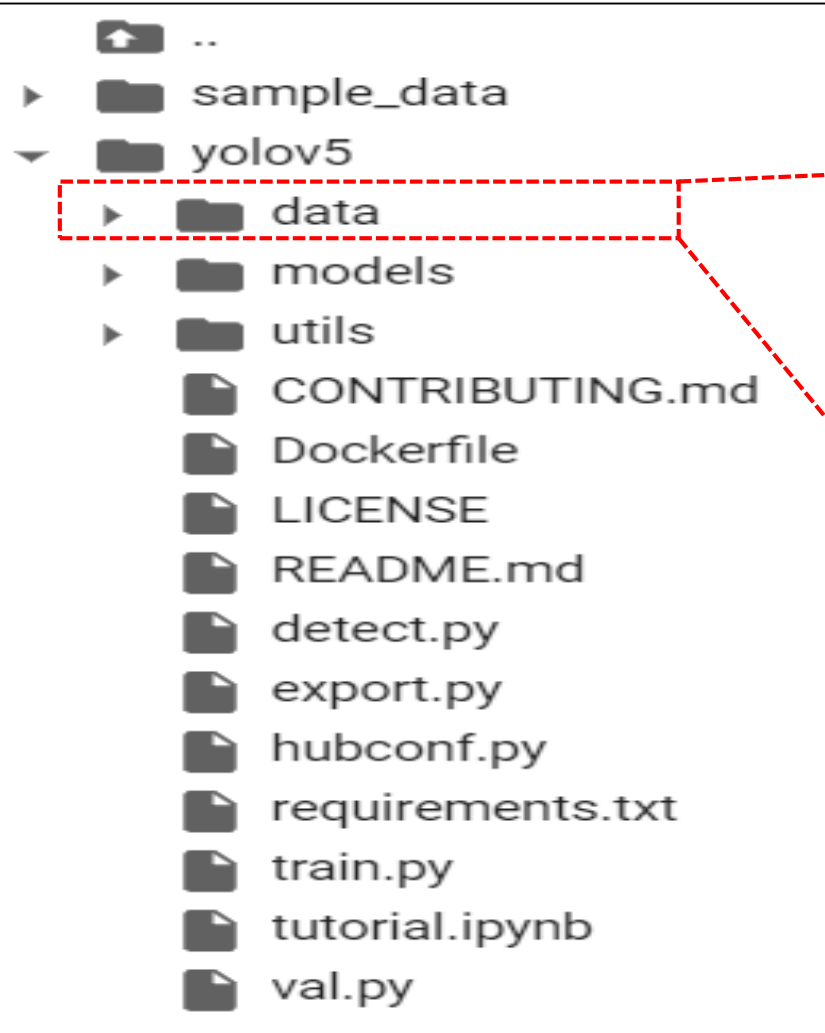 ..
sample_data
yolov5
data
models
utils
CONTRIBUTING.md
Dockerfile
LICENSE
README.md
detect.py
export.py
hubconf.py
requirements.txt
train.py
tutorial.ipynb
val.py